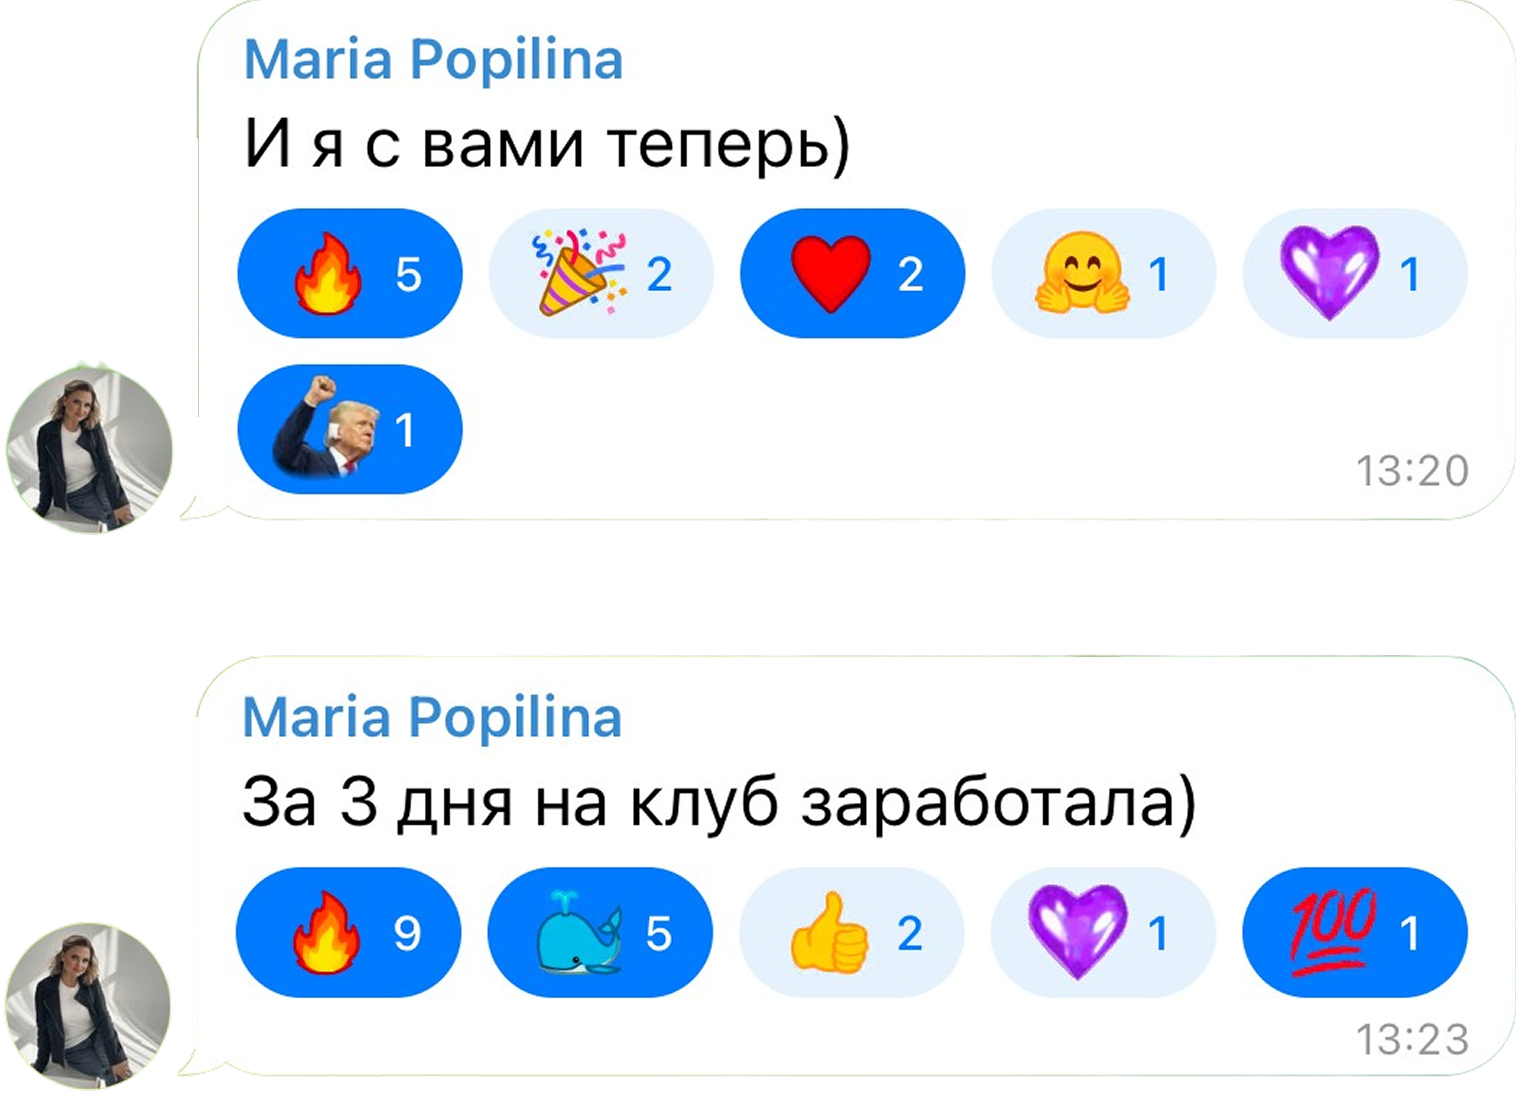 Maria Popilina
И я с вами теперь)
5 2 2 1 1
1
13:20
Maria Popilina
За 3 дня на клуб заработала)
9 5 2 1 100 1
13:23